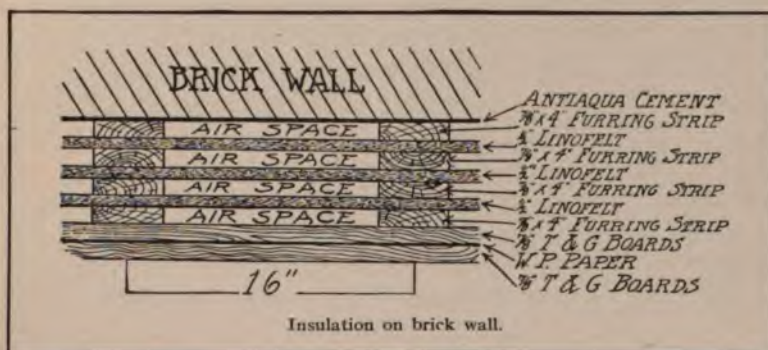 BRICK WALL
AIR SPACE
AIR SPACE
AIR SPACE
AIR SPACE
ANTIAQUA CEMENT
⅞ x 4" FURRING STRIP
½" LINOFELT
⅞" x 4" FURRING STRIP
½" LINOFELT
⅞" x 4" FURRING STRIP
½" LINOFELT
⅞ x 4" FURRING STRIP
⅞" T & G BOARDS
W.P. PAPER
⅞" T & G BOARDS
16"
Insulation on brick wall.